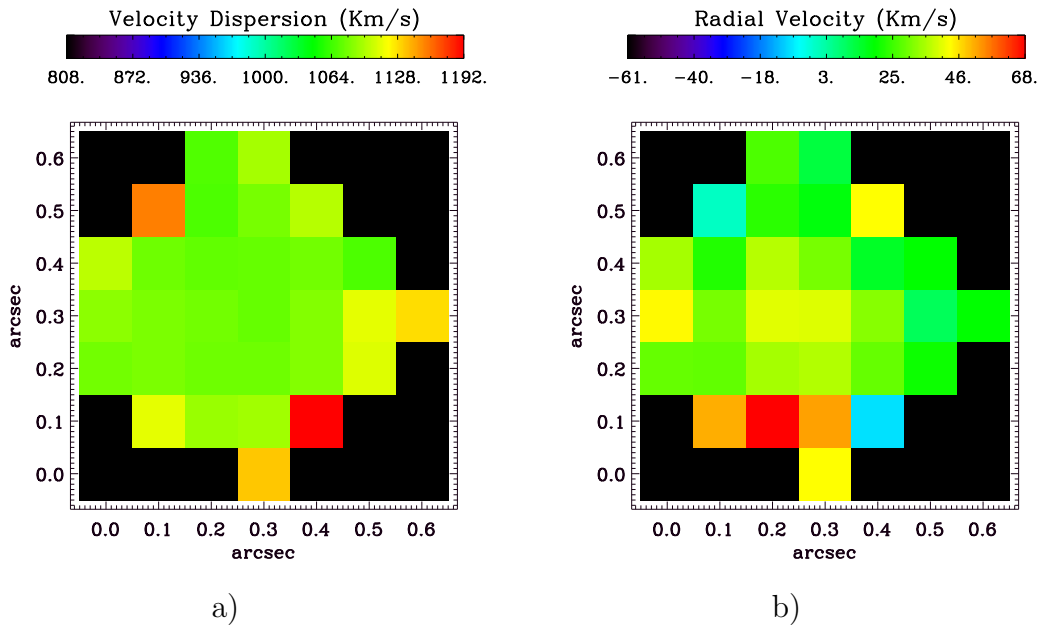 Velocity Dispersion (Km/s)
808. 872. 936. 1000. 1064. 1128. 1192.
0.6
0.5
0.4
0.3
0.2
0.1
0.0
arcsec
0.0 0.1 0.2 0.3 0.4 0.5 0.6
arcsec
a)
Radial Velocity (Km/s)
-61. -40. -18. 3. 25. 46. 68.
0.6
0.5
0.4
0.3
0.2
0.1
0.0
arcsec
0.0 0.1 0.2 0.3 0.4 0.5 0.6
arcsec
b)